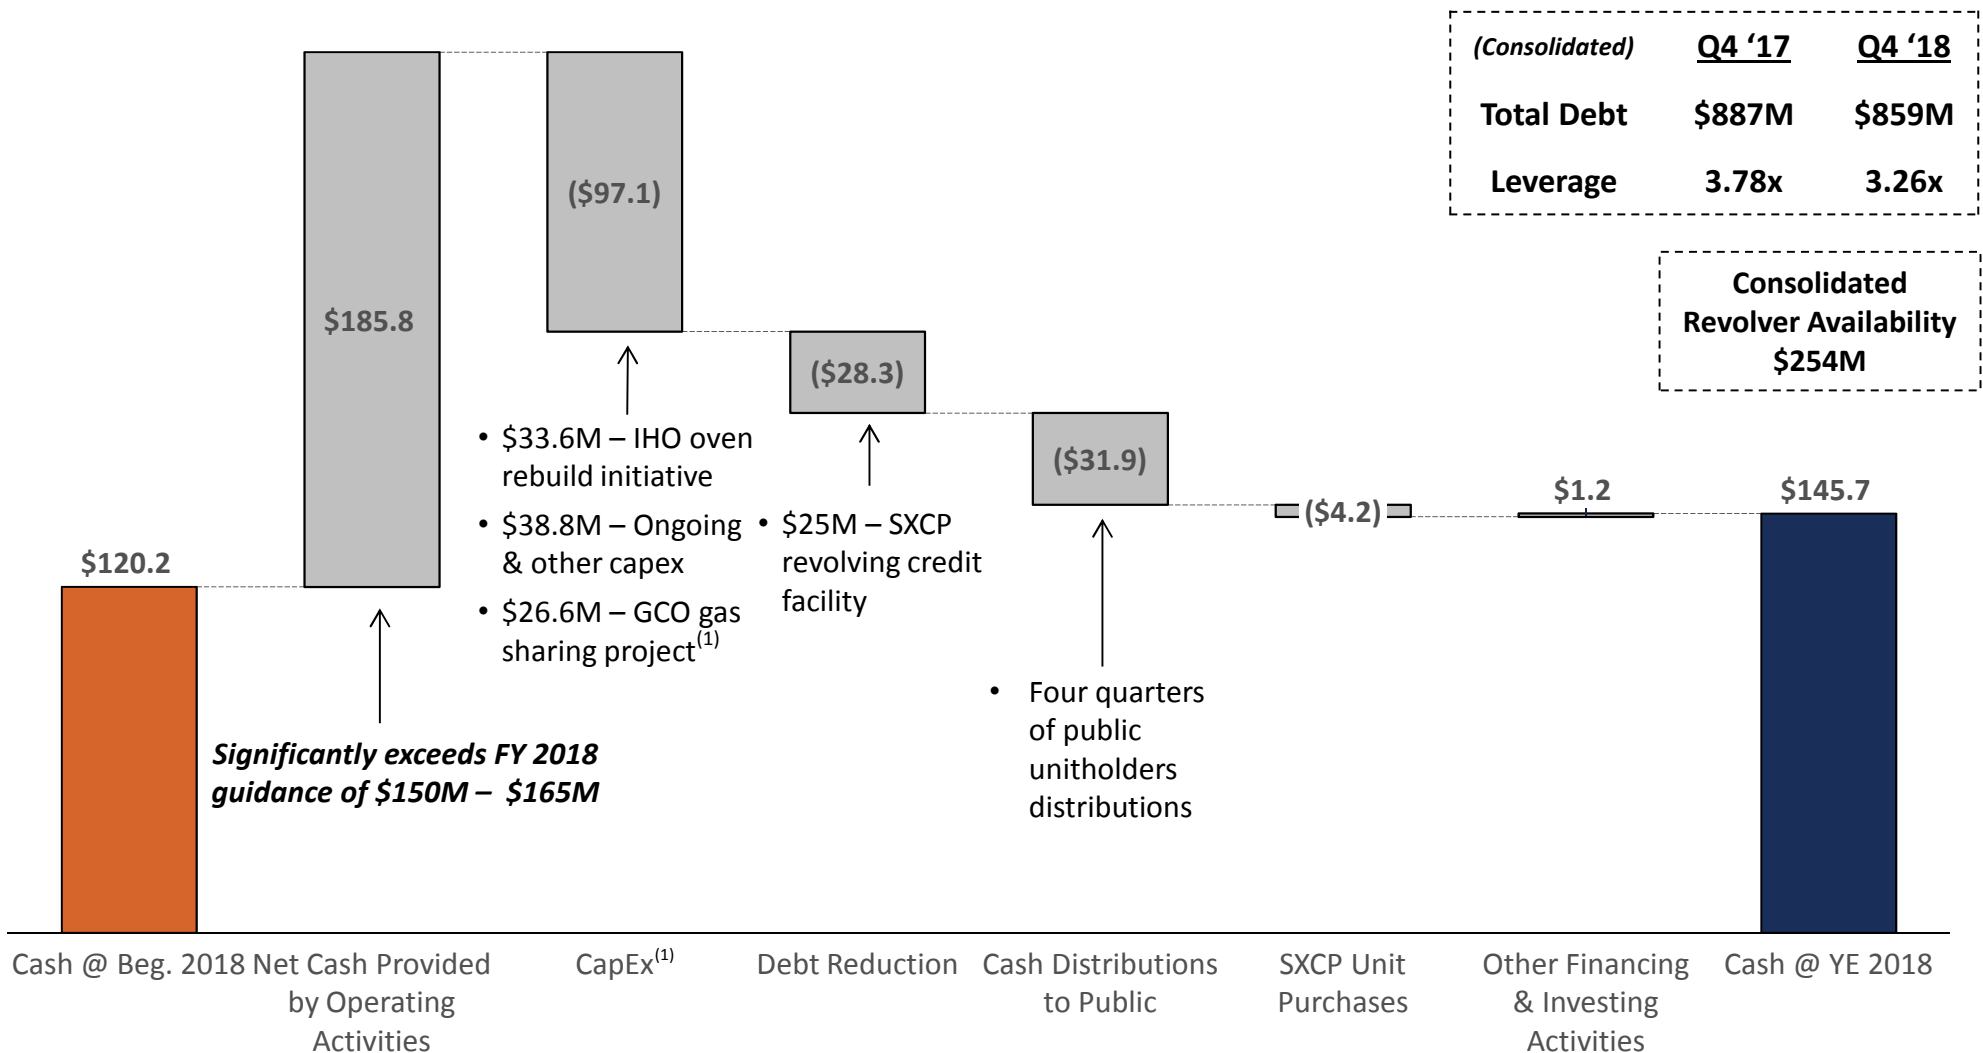 (Consolidated) Q4 ‘17 Q4 ‘18
Total Debt $887M $859M
Leverage 3.78x 3.26x
Consolidated
Revolver Availability
$254M
$120.2
$185.8
($97.1)
($28.3)
($31.9)
($4.2)
$1.2
$145.7
Significantly exceeds FY 2018
guidance of $150M – $165M
• $33.6M – IHO oven
rebuild initiative
• $38.8M – Ongoing
& other capex
• $26.6M – GCO gas
sharing project(1)
• $25M – SXCP
revolving credit
facility
• Four quarters
of public
unitholders
distributions
Cash @ Beg. 2018
Net Cash Provided
by Operating
Activities
CapEx(1)
Debt Reduction
Cash Distributions
to Public
SXCP Unit
Purchases
Other Financing
& Investing
Activities
Cash @ YE 2018